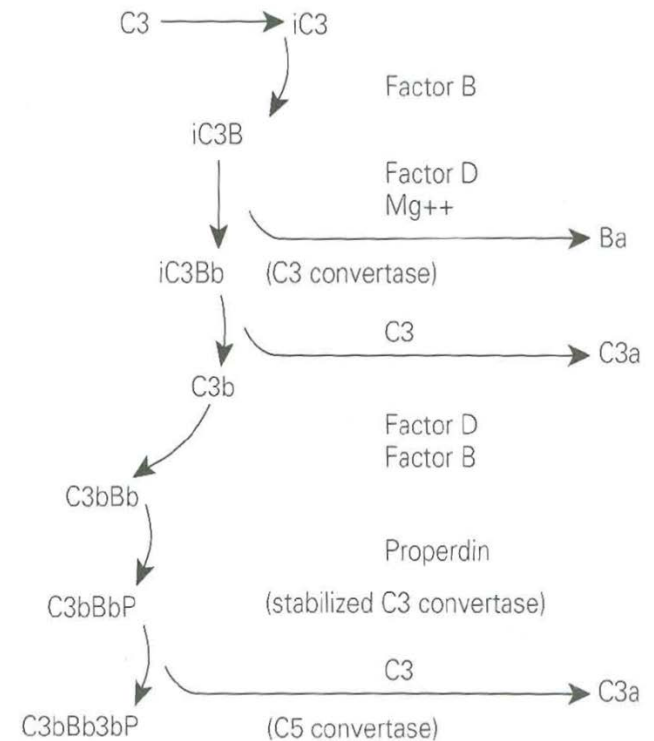 C3 iC3
Factor B
iC3B
Factor D
Mg++
Ba
iC3Bb (C3 convertase)
C3
C3a
C3b
Factor D
Factor B
C3bBb
Properdin
C3bBbP (stabilized C3 convertase)
C3
C3a
C3bBb3bP (C5 convertase)